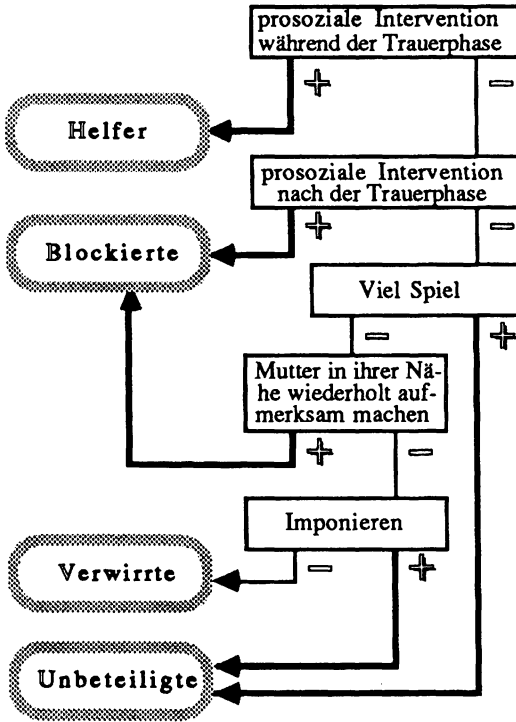 prosoziale Intervention
während der Trauerphase
+ −
Helfer
prosoziale Intervention
nach der Trauerphase
+ −
Blockierte
Viel Spiel
− +
Mutter in ihrer Nä-
he wiederholt auf-
merksam machen
+ −
Imponieren
− +
Verwirrte
Unbeteiligte